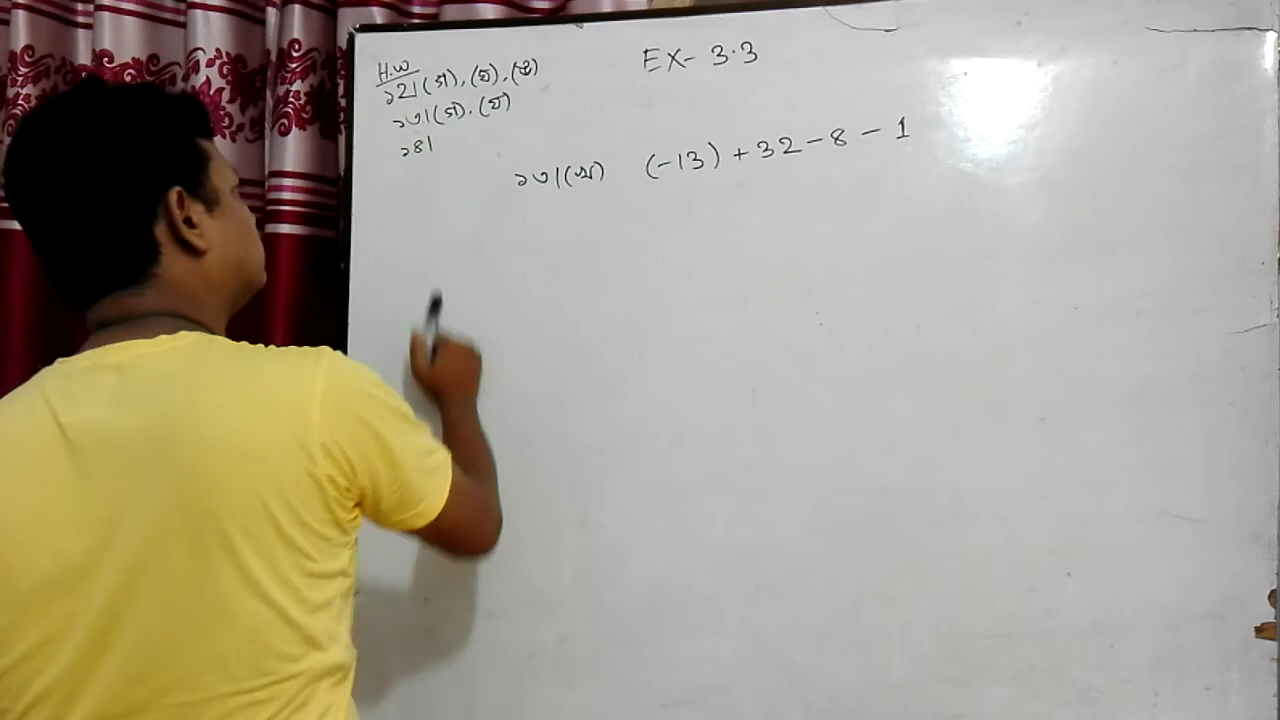 H.W
১২।(গ), (ঘ), (ঙ)
১৩।(গ), (ঘ)
১৪।
EX- 3.3
১৩।(খ) (-13) + 32 - 8 - 1